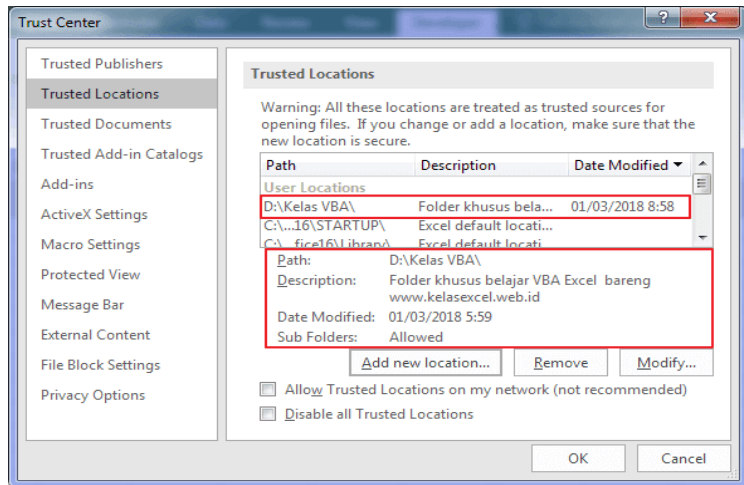 Trust Center
Trusted Publishers
Trusted Locations
Trusted Documents
Trusted Add-in Catalogs
Add-ins
ActiveX Settings
Macro Settings
Protected View
Message Bar
External Content
File Block Settings
Privacy Options
Trusted Locations
Warning: All these locations are treated as trusted sources for
opening files. If you change or add a location, make sure that the
new location is secure.
Path Description Date Modified
User Locations
D:\Kelas VBA\ Folder khusus bela... 01/03/2018 8:58
C:\...16\STARTUP\ Excel default locati...
C:\...fice16\Library\ Excel default locati...
Path: D:\Kelas VBA\
Description: Folder khusus belajar VBA Excel bareng
www.kelasexcel.web.id
Date Modified: 01/03/2018 5:59
Sub Folders: Allowed
Add new location... Remove Modify...
Allow Trusted Locations on my network (not recommended)
Disable all Trusted Locations
OK Cancel